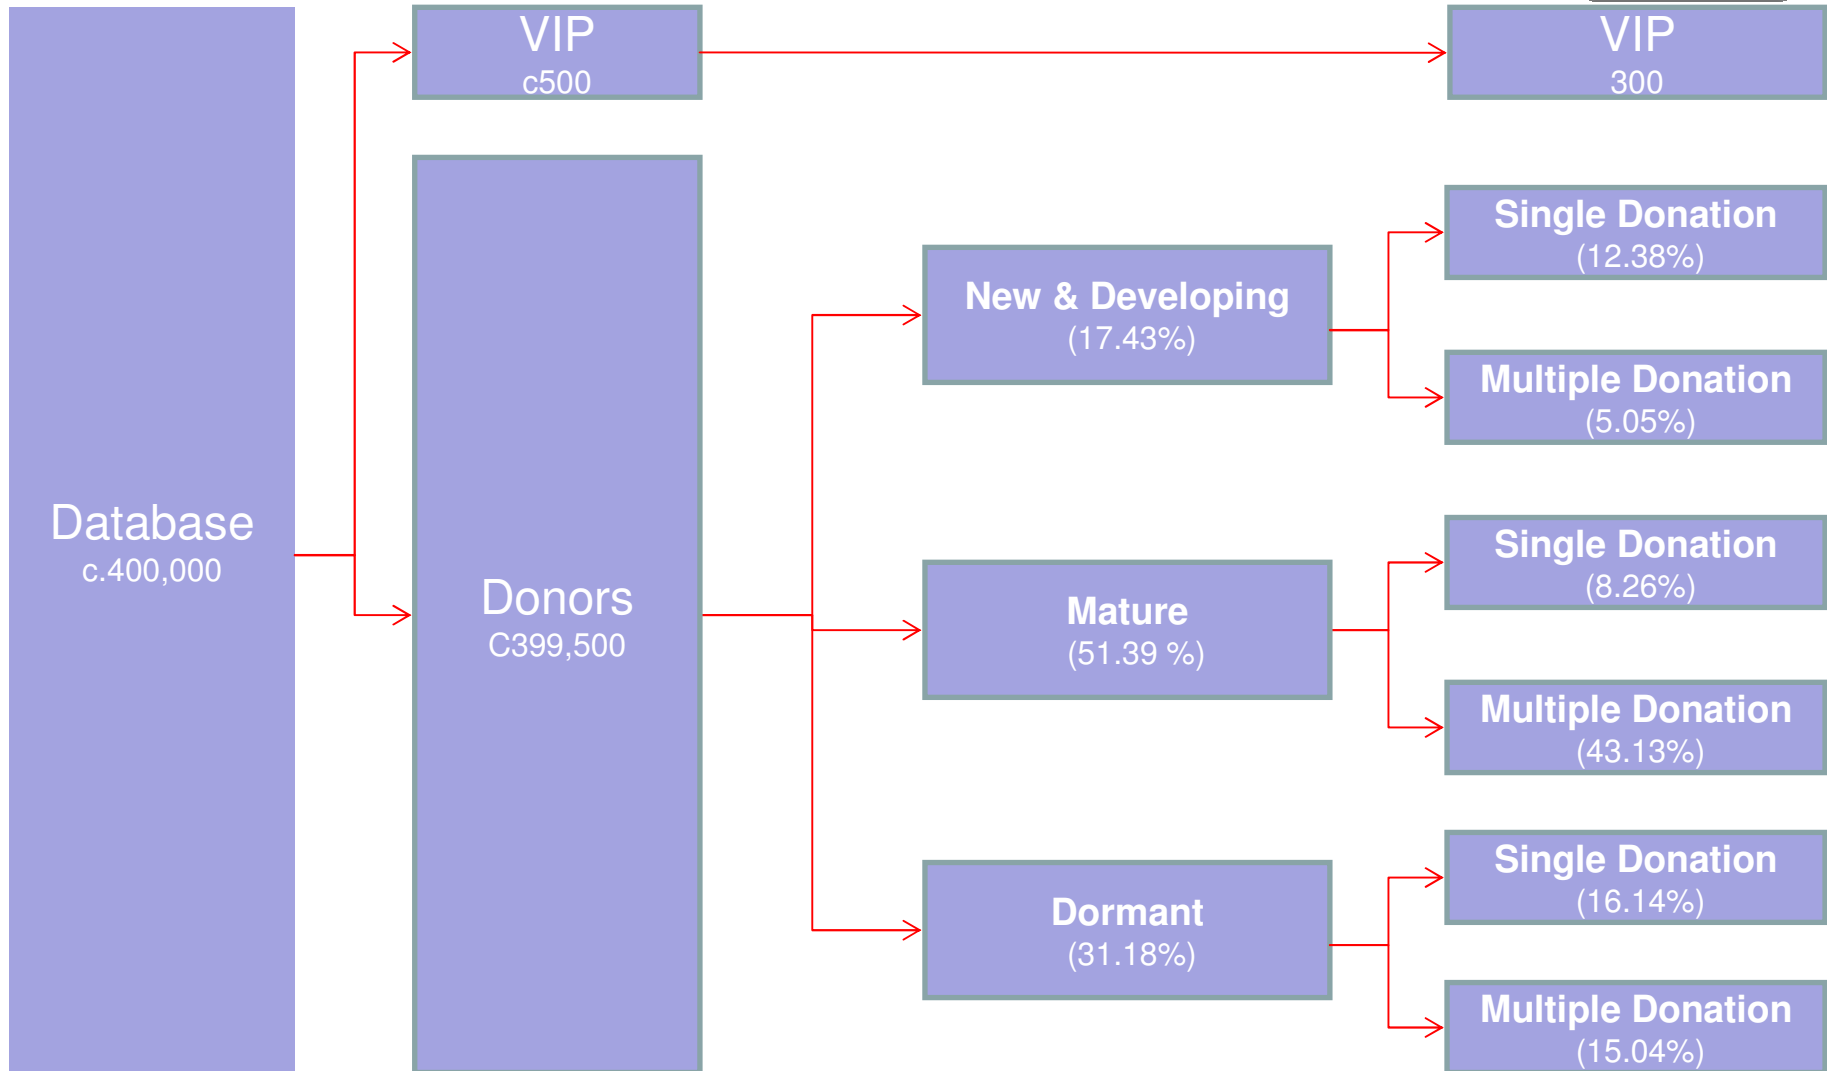 Database
c.400,000
VIP
c500
Donors
C399,500
New & Developing
(17.43%)
Mature
(51.39 %)
Dormant
(31.18%)
VIP
300
Single Donation
(12.38%)
Multiple Donation
(5.05%)
Single Donation
(8.26%)
Multiple Donation
(43.13%)
Single Donation
(16.14%)
Multiple Donation
(15.04%)